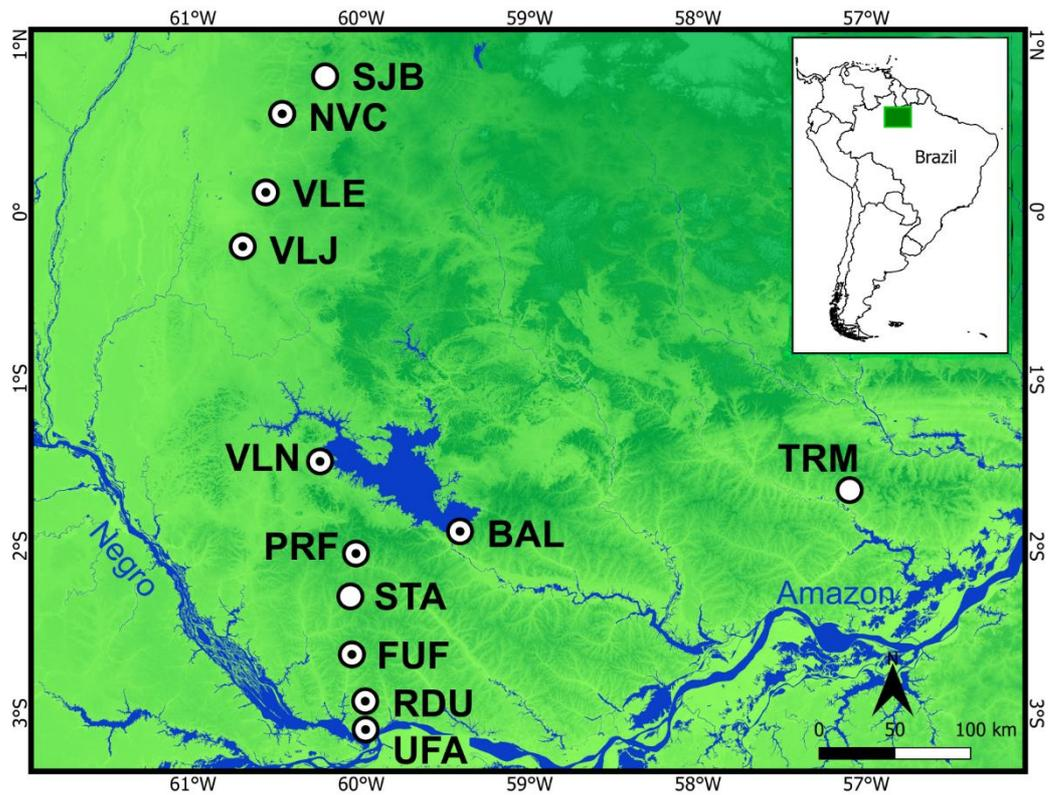 61°W 60°W 59°W 58°W 57°W
1°N
1°N
SJB
NVC
Brazil
VLE
0°
0°
VLJ
1°S
1°S
VLN
TRM
BAL
PRF
2°S
2°S
Negro
STA
Amazon
FUF
N
RDU
3°S
3°S
0 50 100 km
UFA
61°W 60°W 59°W 58°W 57°W